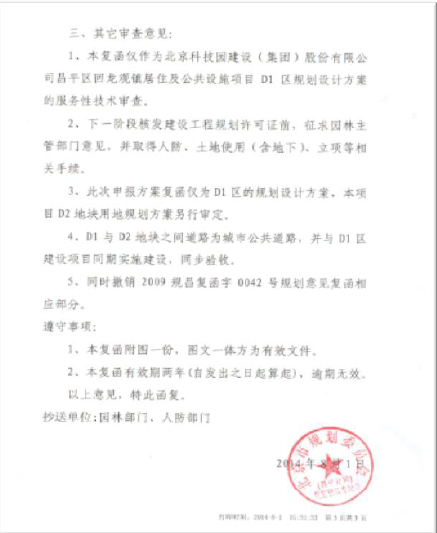 三、其它审查意见:
1、本复函仅作为北京科技园建设(集团)股份有限公
司昌平区回龙观镇居住及公共设施项目 D1 区规划设计方案
的服务性技术审查。
2、下一阶段核发建设工程规划许可证前,征求园林主
管部门意见,并取得人防、土地使用(含地下)、立项等相
关手续。
3、此次申报方案复函仅为 D1 区的规划设计方案、本项
目 D2 地块用地规划方案另行审定。
4、D1 与 D2 地块之间道路为城市公共道路,并与 D1 区
建设项目同期实施建设,同步验收。
5、同时撤销 2009 规昌复函字 0042 号规划意见复函相
应部分。
遵守事项:
1、本复函附图一份,图文一体方为有效文件。
2、本复函有效期两年(自发出之日起算起),逾期无效。
以上意见,特此函复。
抄送单位:园林部门、人防部门
北京市规划委员会
2014 年 8 月 1 日
打印时间: 2014-8-1 第 3 页共 3 页